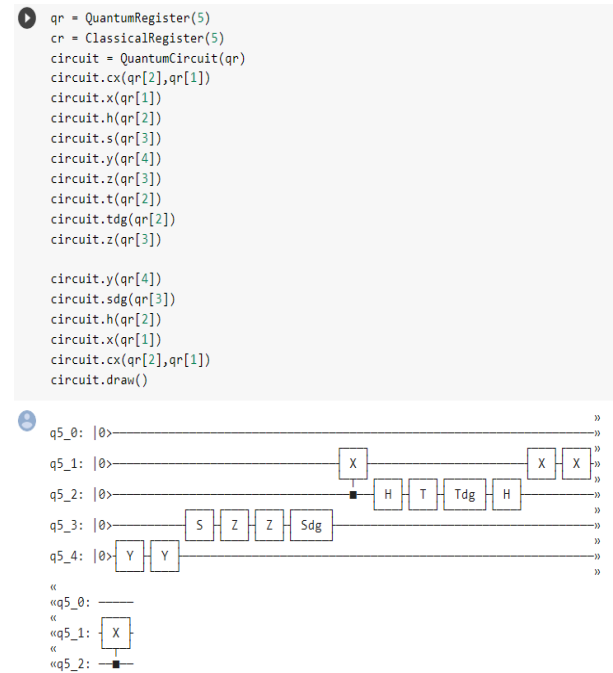 qr = QuantumRegister(5)
cr = ClassicalRegister(5)
circuit = QuantumCircuit(qr)
circuit.cx(qr[2],qr[1])
circuit.x(qr[1])
circuit.h(qr[2])
circuit.s(qr[3])
circuit.y(qr[4])
circuit.z(qr[3])
circuit.t(qr[2])
circuit.tdg(qr[2])
circuit.z(qr[3])
circuit.y(qr[4])
circuit.sdg(qr[3])
circuit.h(qr[2])
circuit.x(qr[1])
circuit.cx(qr[2],qr[1])
circuit.draw()
»
q5_0: |0> »
»
q5_1: |0> X X X »
»
q5_2: |0> H T Tdg H »
»
q5_3: |0> S Z Z Sdg »
»
q5_4: |0> Y Y »
»
«
«q5_0:
«
«q5_1: X
«
«q5_2: